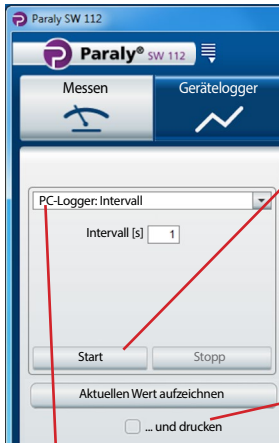 Paraly SW 112
Paraly® SW 112
Messen Gerätelogger
PC-Logger: Intervall
Intervall [s] 1
Start Stopp
Aktuellen Wert aufzeichnen
... und drucken